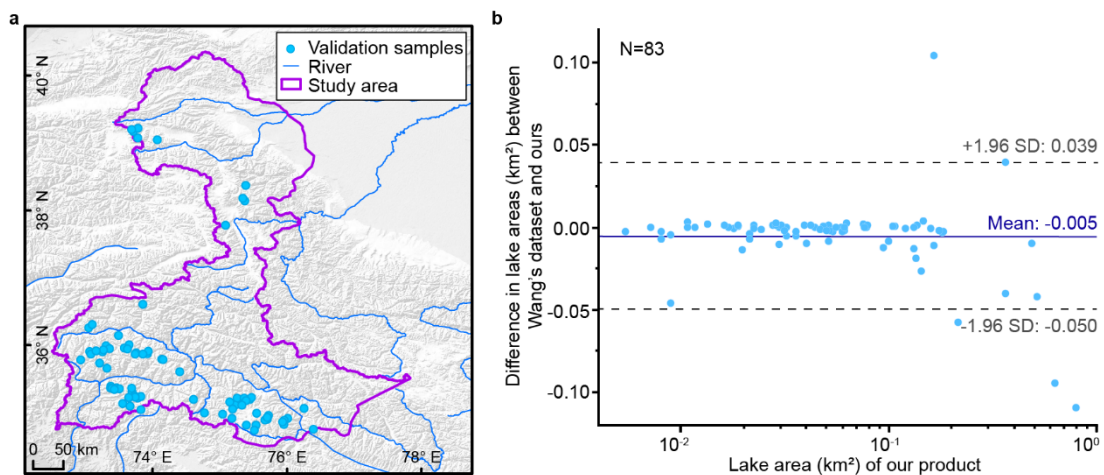 a
Validation samples
River
Study area
40° N
38° N
36° N
0 50 km
74° E
76° E
78° E
b
N=83
Difference in lake areas (km²) between
Wang's dataset and ours
0.10
0.05
0.00
-0.05
-0.10
+1.96 SD: 0.039
Mean: -0.005
-1.96 SD: -0.050
10⁻²
10⁻¹
10⁰
Lake area (km²) of our product